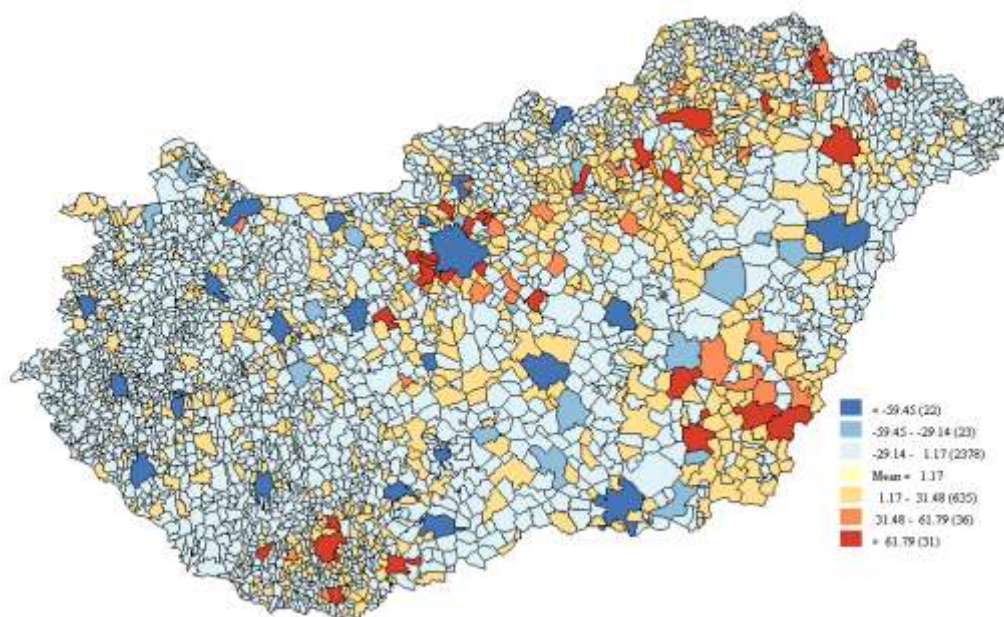 < -59.45 (22)
-59.45 - -29.14 (23)
-29.14 - 1.17 (2378)
Mean = 1.17
1.17 - 31.48 (635)
31.48 - 61.79 (36)
> 61.79 (31)